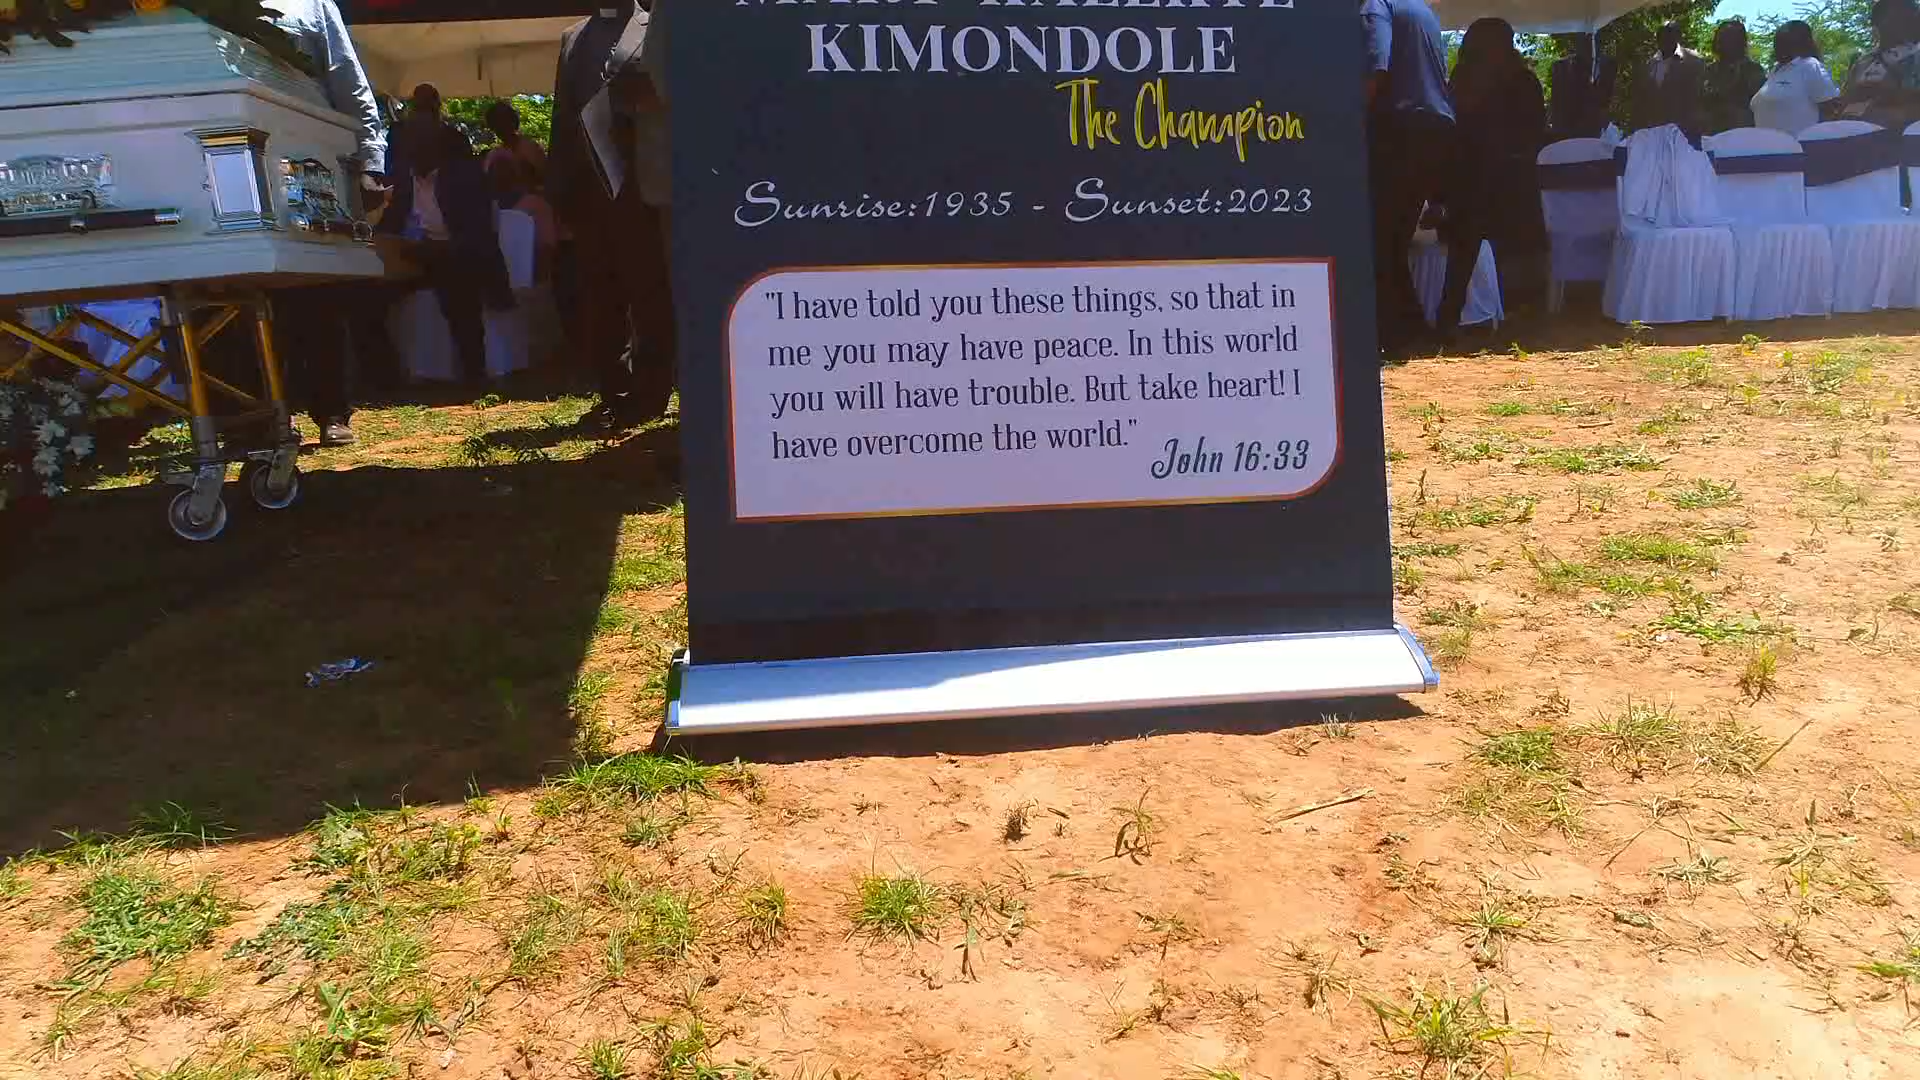 KIMONDOLE
The Champion
Sunrise:1935 - Sunset:2023
"I have told you these things, so that in
me you may have peace. In this world
you will have trouble. But take heart! I
have overcome the world."
John 16:33